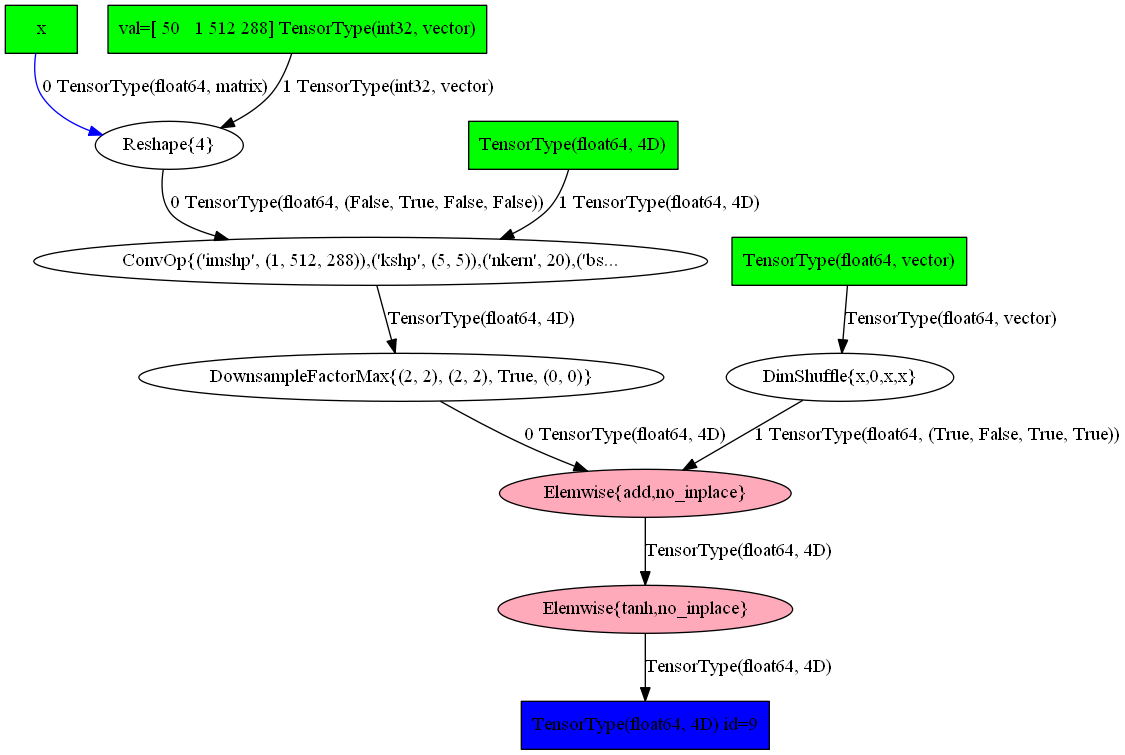 x
val=[ 50   1 512 288] TensorType(int32, vector)
0 TensorType(float64, matrix)
1 TensorType(int32, vector)
Reshape{4}
TensorType(float64, 4D)
0 TensorType(float64, (False, True, False, False))
1 TensorType(float64, 4D)
ConvOp{('imshp', (1, 512, 288)),('kshp', (5, 5)),('nkern', 20),('bs...
TensorType(float64, vector)
TensorType(float64, 4D)
TensorType(float64, vector)
DownsampleFactorMax{(2, 2), (2, 2), True, (0, 0)}
DimShuffle{x,0,x,x}
0 TensorType(float64, 4D)
1 TensorType(float64, (True, False, True, True))
Elemwise{add,no_inplace}
TensorType(float64, 4D)
Elemwise{tanh,no_inplace}
TensorType(float64, 4D)
TensorType(float64, 4D) id=9